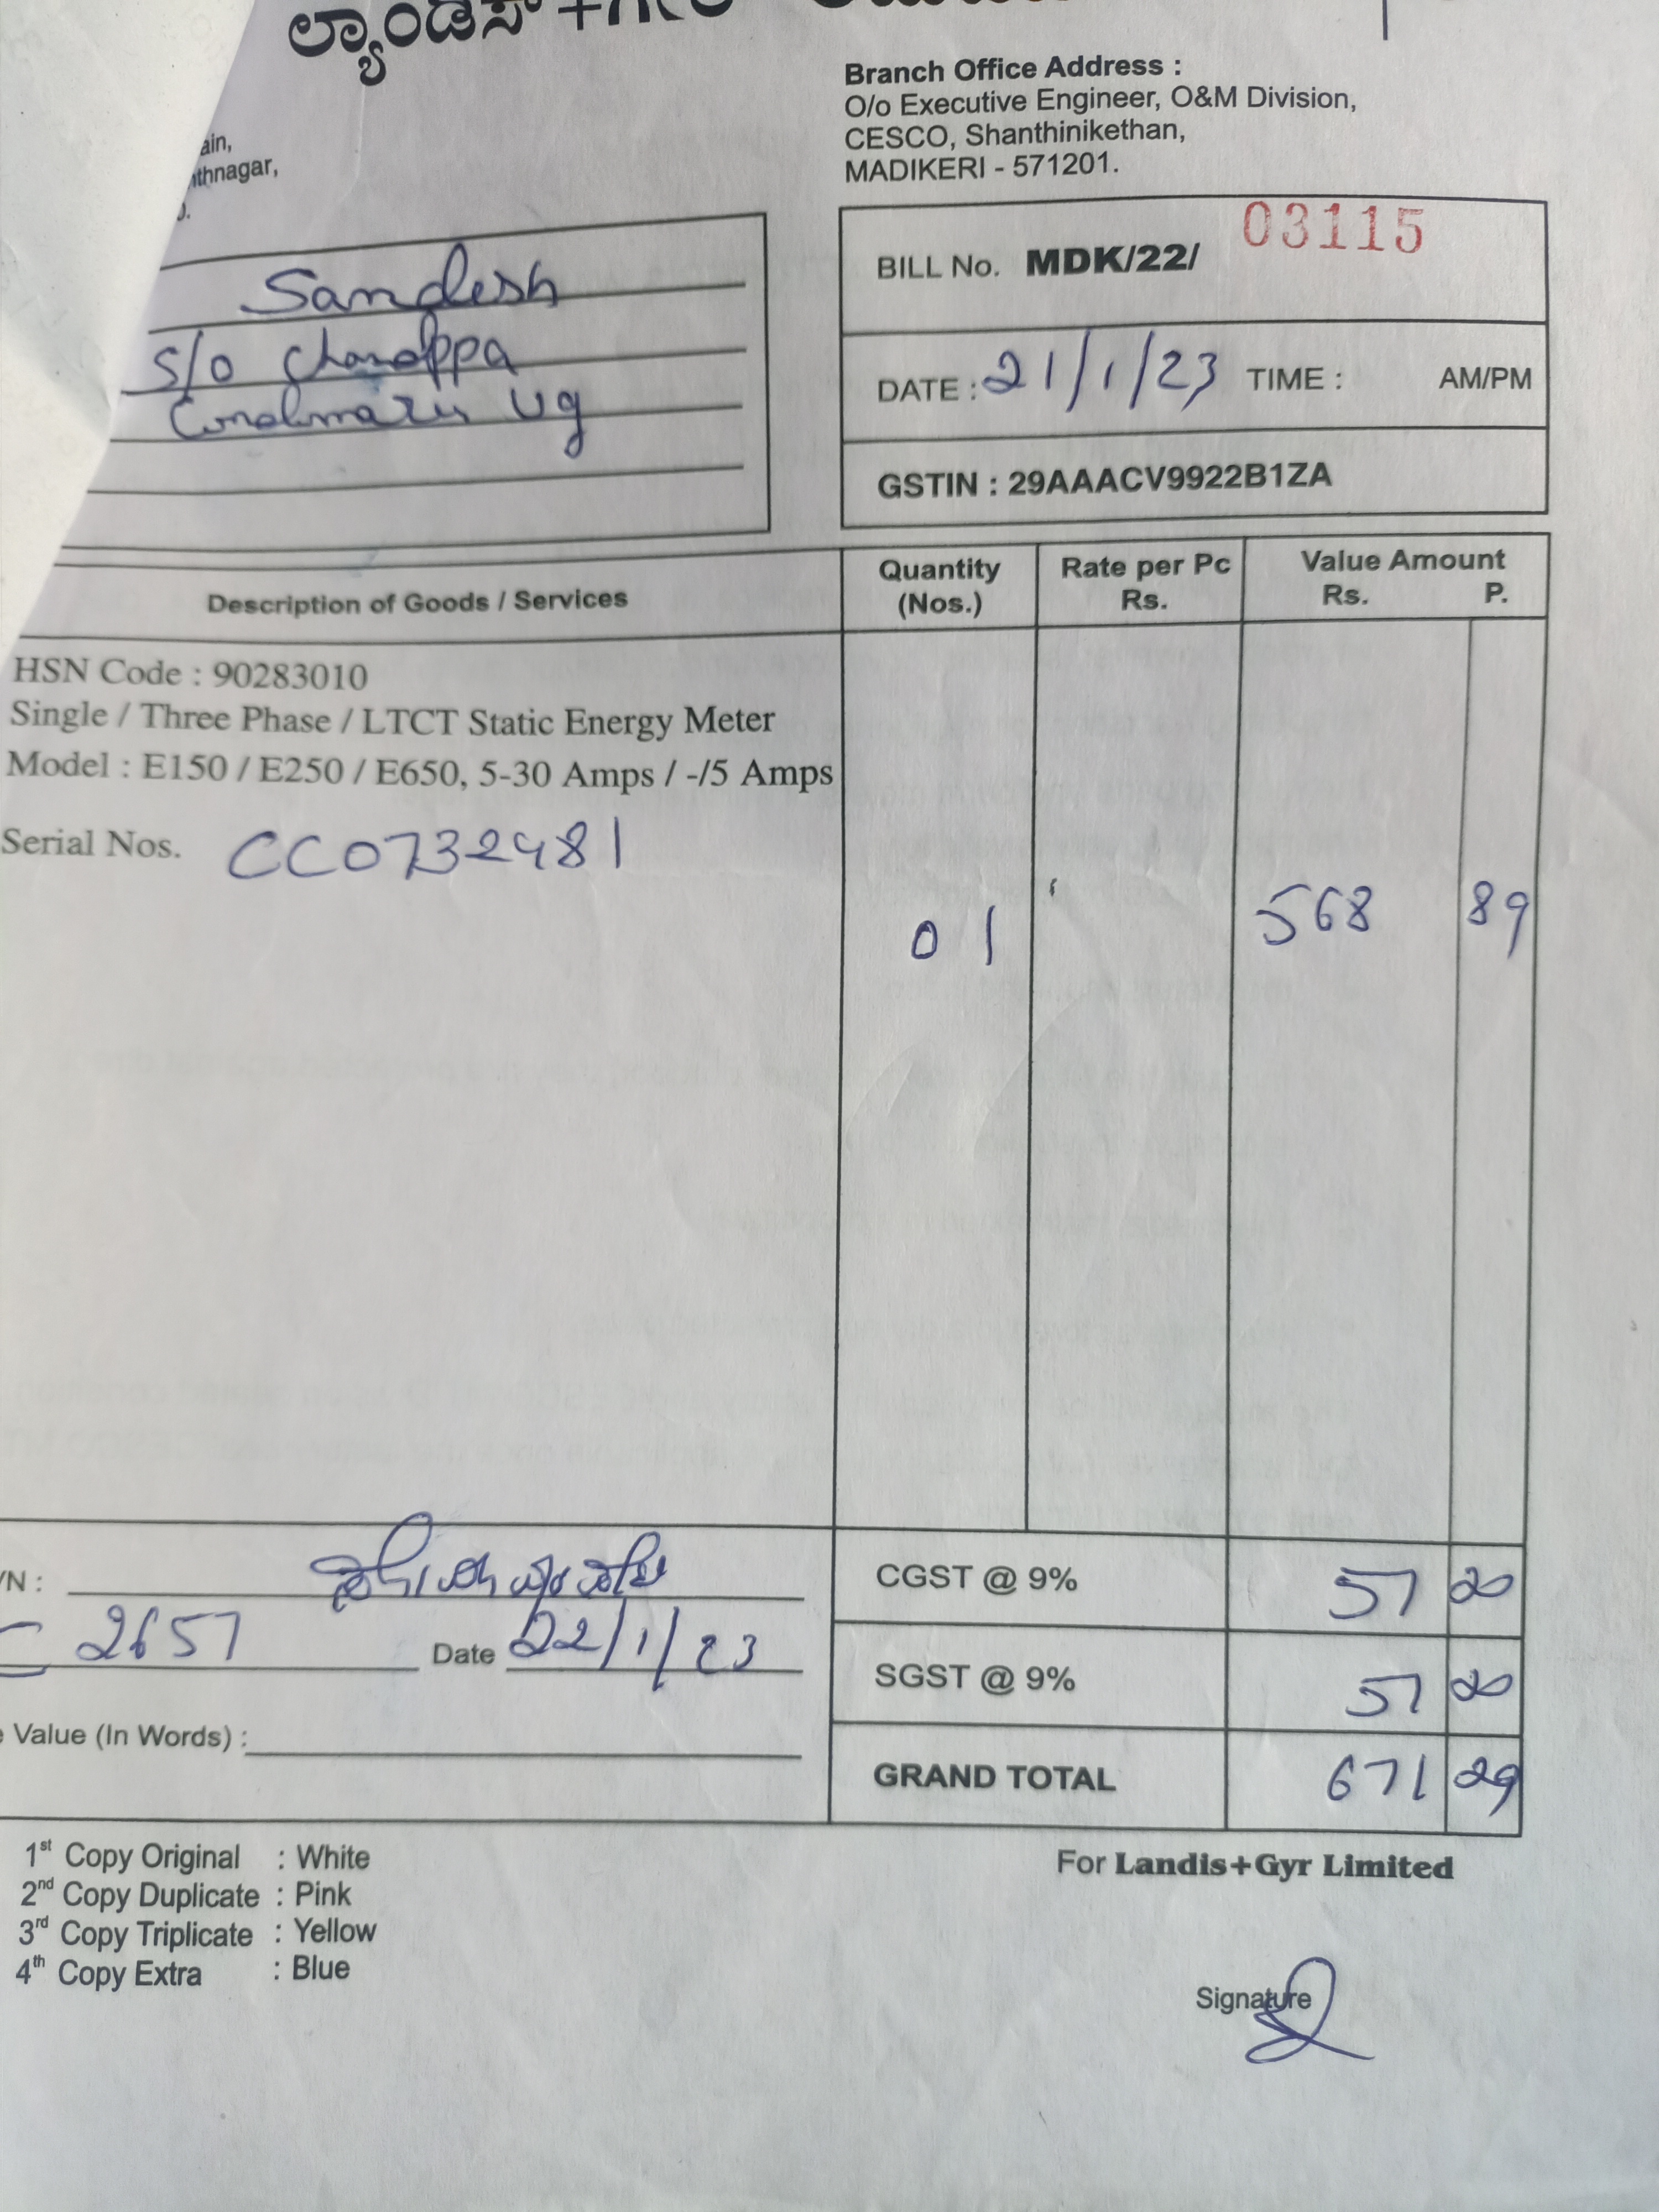 ಲ್ಯಾಂಡಿಸ್+ಗೀರ್
Branch Office Address :
O/o Executive Engineer, O&M Division,
CESCO, Shanthinikethan,
MADIKERI - 571201.
ain,
thnagar,
BILL No. MDK/22/ 03115
Sandesh
S/o
DATE : 21/1/23 TIME : AM/PM
GSTIN : 29AAACV9922B1ZA
Description of Goods / Services Quantity (Nos.) Rate per Pc Rs. Value Amount Rs. P.
HSN Code : 90283010
Single / Three Phase / LTCT Static Energy Meter
Model : E150 / E250 / E650, 5-30 Amps / -/5 Amps
Serial Nos. CC0732481
01 568 89
/N :
CGST @ 9% 51 20
2657 Date 22/1/23
SGST @ 9% 51 20
Value (In Words) :
GRAND TOTAL 671 29
1st Copy Original : White
2nd Copy Duplicate : Pink
3rd Copy Triplicate : Yellow
4th Copy Extra : Blue
For Landis+Gyr Limited
Signature